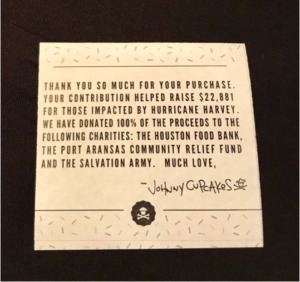 THANK YOU SO MUCH FOR YOUR PURCHASE.
YOUR CONTRIBUTION HELPED RAISE $22,881
FOR THOSE IMPACTED BY HURRICANE HARVEY.
WE HAVE DONATED 100% OF THE PROCEEDS TO THE
FOLLOWING CHARITIES: THE HOUSTON FOOD BANK,
THE PORT ARANSAS COMMUNITY RELIEF FUND
AND THE SALVATION ARMY. MUCH LOVE,
-JOHNNY CUPCAKES